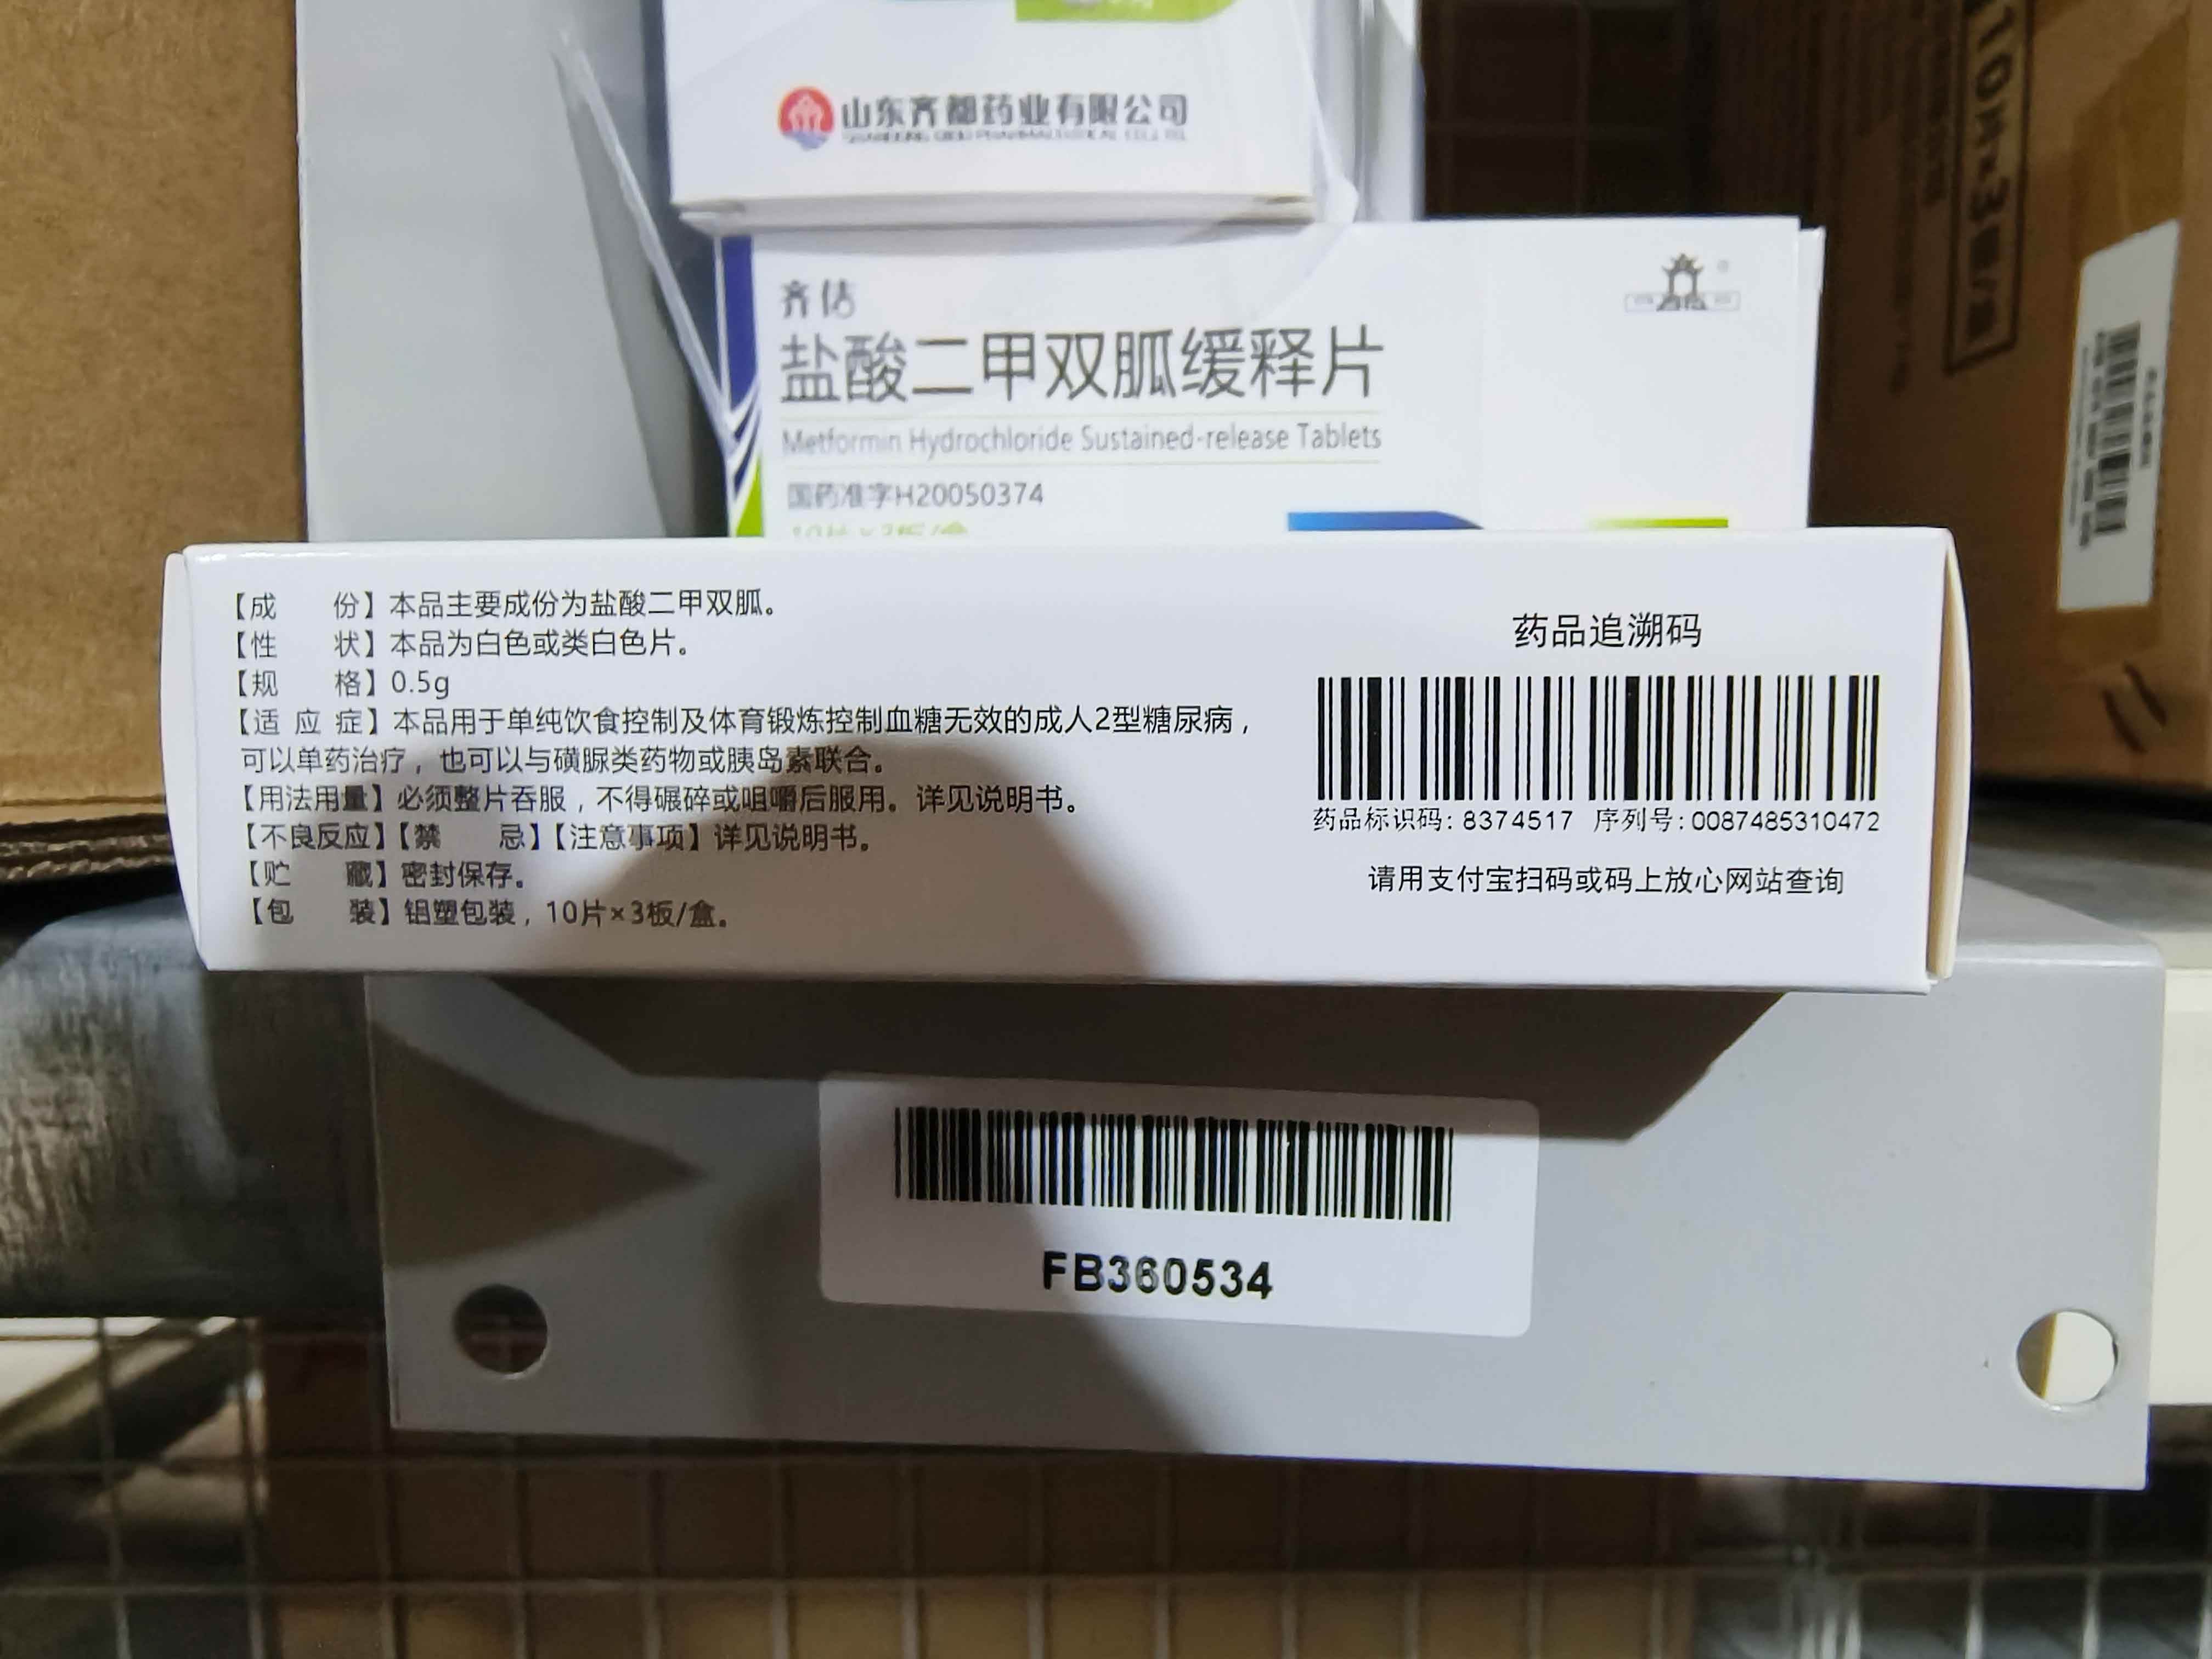 山东齐都药业有限公司
SHANDONG QIDU PHARMACEUTICAL CO., LTD.
盐酸二甲双胍缓释片
Metformin Hydrochloride Sustained-release Tablets
国药准字H20050374
10片×3板/盒
【成 份】本品主要成份为盐酸二甲双胍。
【性 状】本品为白色或类白色片。
【规 格】0.5g
【适 应 症】本品用于单纯饮食控制及体育锻炼控制血糖无效的成人2型糖尿病，
可以单药治疗，也可以与磺脲类药物或胰岛素联合。
【用法用量】必须整片吞服，不得碾碎或咀嚼后服用。详见说明书。
【不良反应】【禁 忌】【注意事项】详见说明书。
【贮 藏】密封保存。
【包 装】铝塑包装，10片×3板/盒。
药品追溯码
药品标识码: 8374517 序列号: 0087485310472
请用支付宝扫码或码上放心网站查询
FB360534